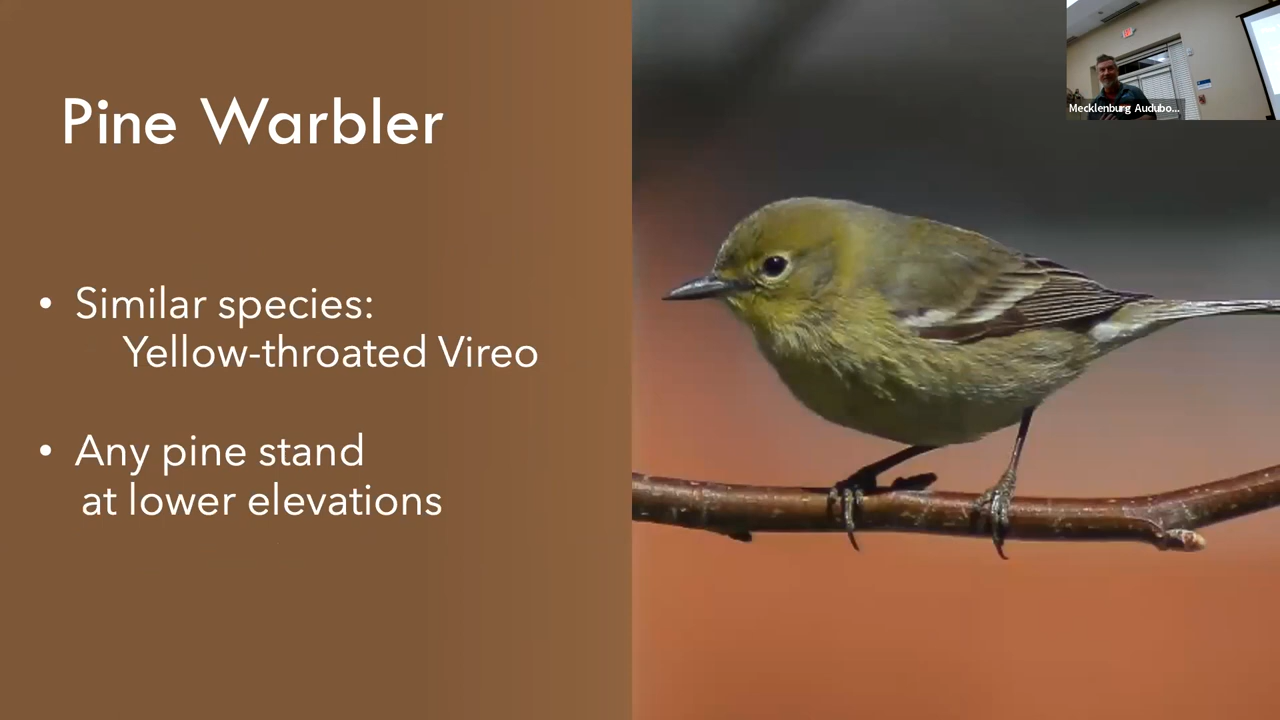 Pine Warbler
• Similar species:
Yellow-throated Vireo
• Any pine stand
at lower elevations
Mecklenburg Audubo...